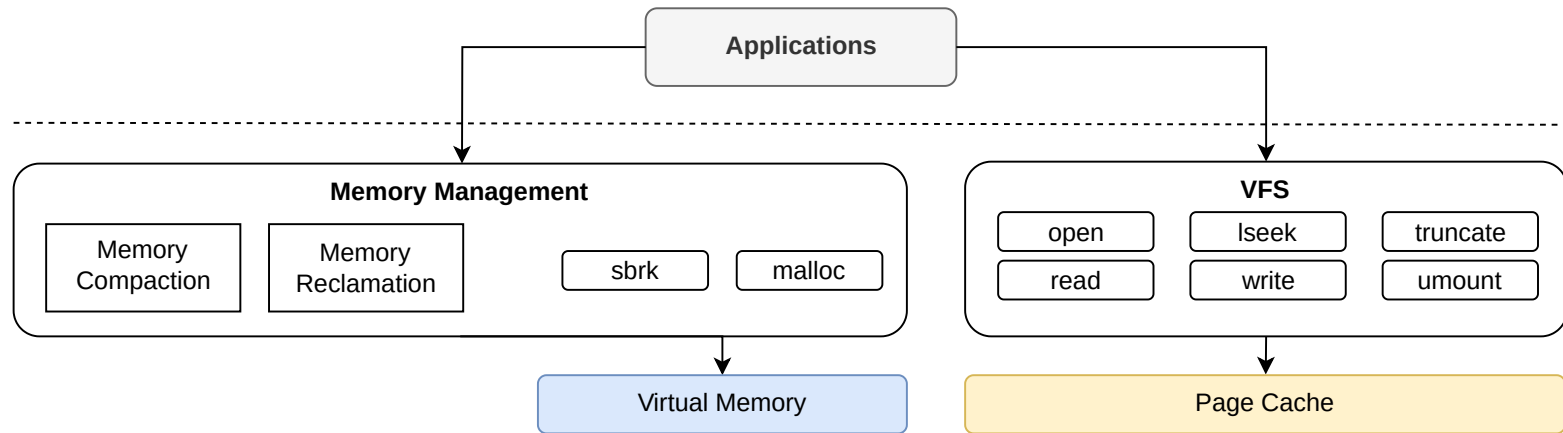 Applications
Memory Management
Memory
Compaction
Memory
Reclamation
sbrk
malloc
VFS
open
lseek
truncate
read
write
umount
Virtual Memory
Page Cache